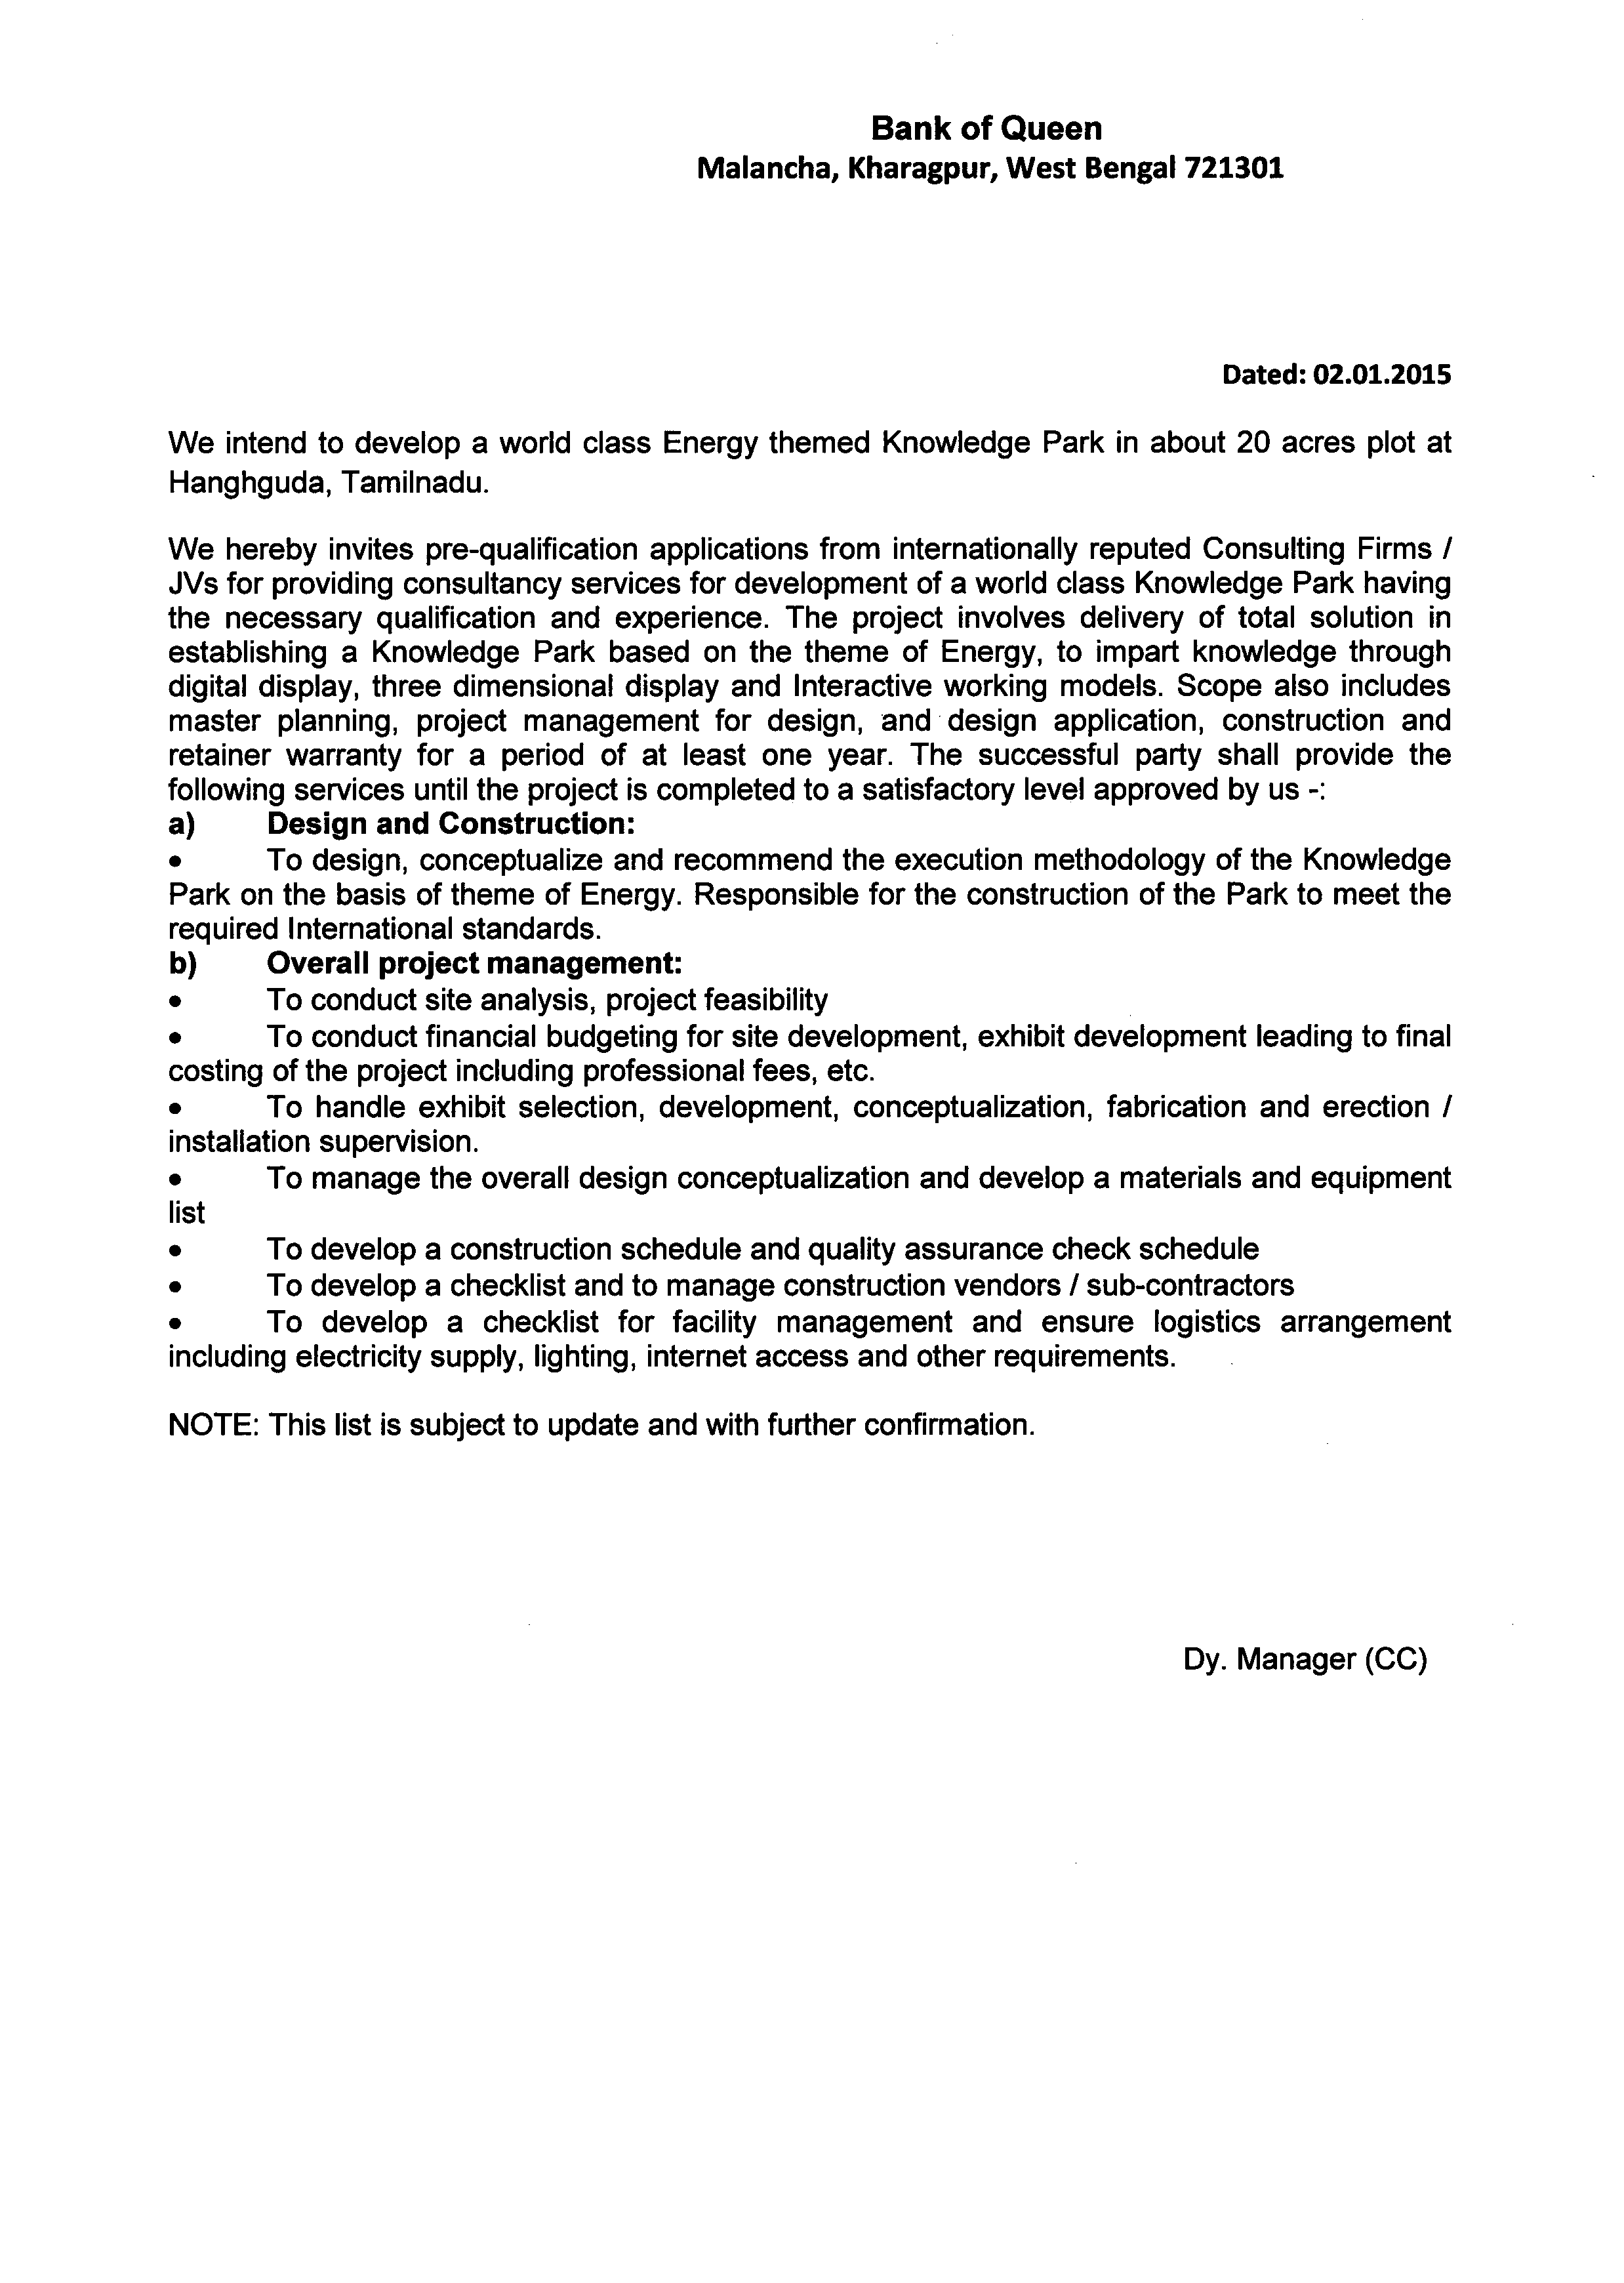 Bank of Queen
Malancha, Kharagpur, West Bengal 721301
Dated: 02.01.2015
We intend to develop a world class Energy themed Knowledge Park in about 20 acres plot at
Hanghguda, Tamilnadu.
We hereby invites pre-qualification applications from internationally reputed Consulting Firms /
JVs for providing consultancy services for development of a world class Knowledge Park having
the necessary qualification and experience. The project involves delivery of total solution in
establishing a Knowledge Park based on the theme of Energy, to impart knowledge through
digital display, three dimensional display and Interactive working models. Scope also includes
master planning, project management for design, and design application, construction and
retainer warranty for a period of at least one year. The successful party shall provide the
following services until the project is completed to a satisfactory level approved by us -:
a) Design and Construction:
• To design, conceptualize and recommend the execution methodology of the Knowledge
Park on the basis of theme of Energy. Responsible for the construction of the Park to meet the
required International standards.
b) Overall project management:
• To conduct site analysis, project feasibility
• To conduct financial budgeting for site development, exhibit development leading to final
costing of the project including professional fees, etc.
• To handle exhibit selection, development, conceptualization, fabrication and erection /
installation supervision.
• To manage the overall design conceptualization and develop a materials and equipment
list
• To develop a construction schedule and quality assurance check schedule
• To develop a checklist and to manage construction vendors / sub-contractors
• To develop a checklist for facility management and ensure logistics arrangement
including electricity supply, lighting, internet access and other requirements.
NOTE: This list is subject to update and with further confirmation.
Dy. Manager (CC)